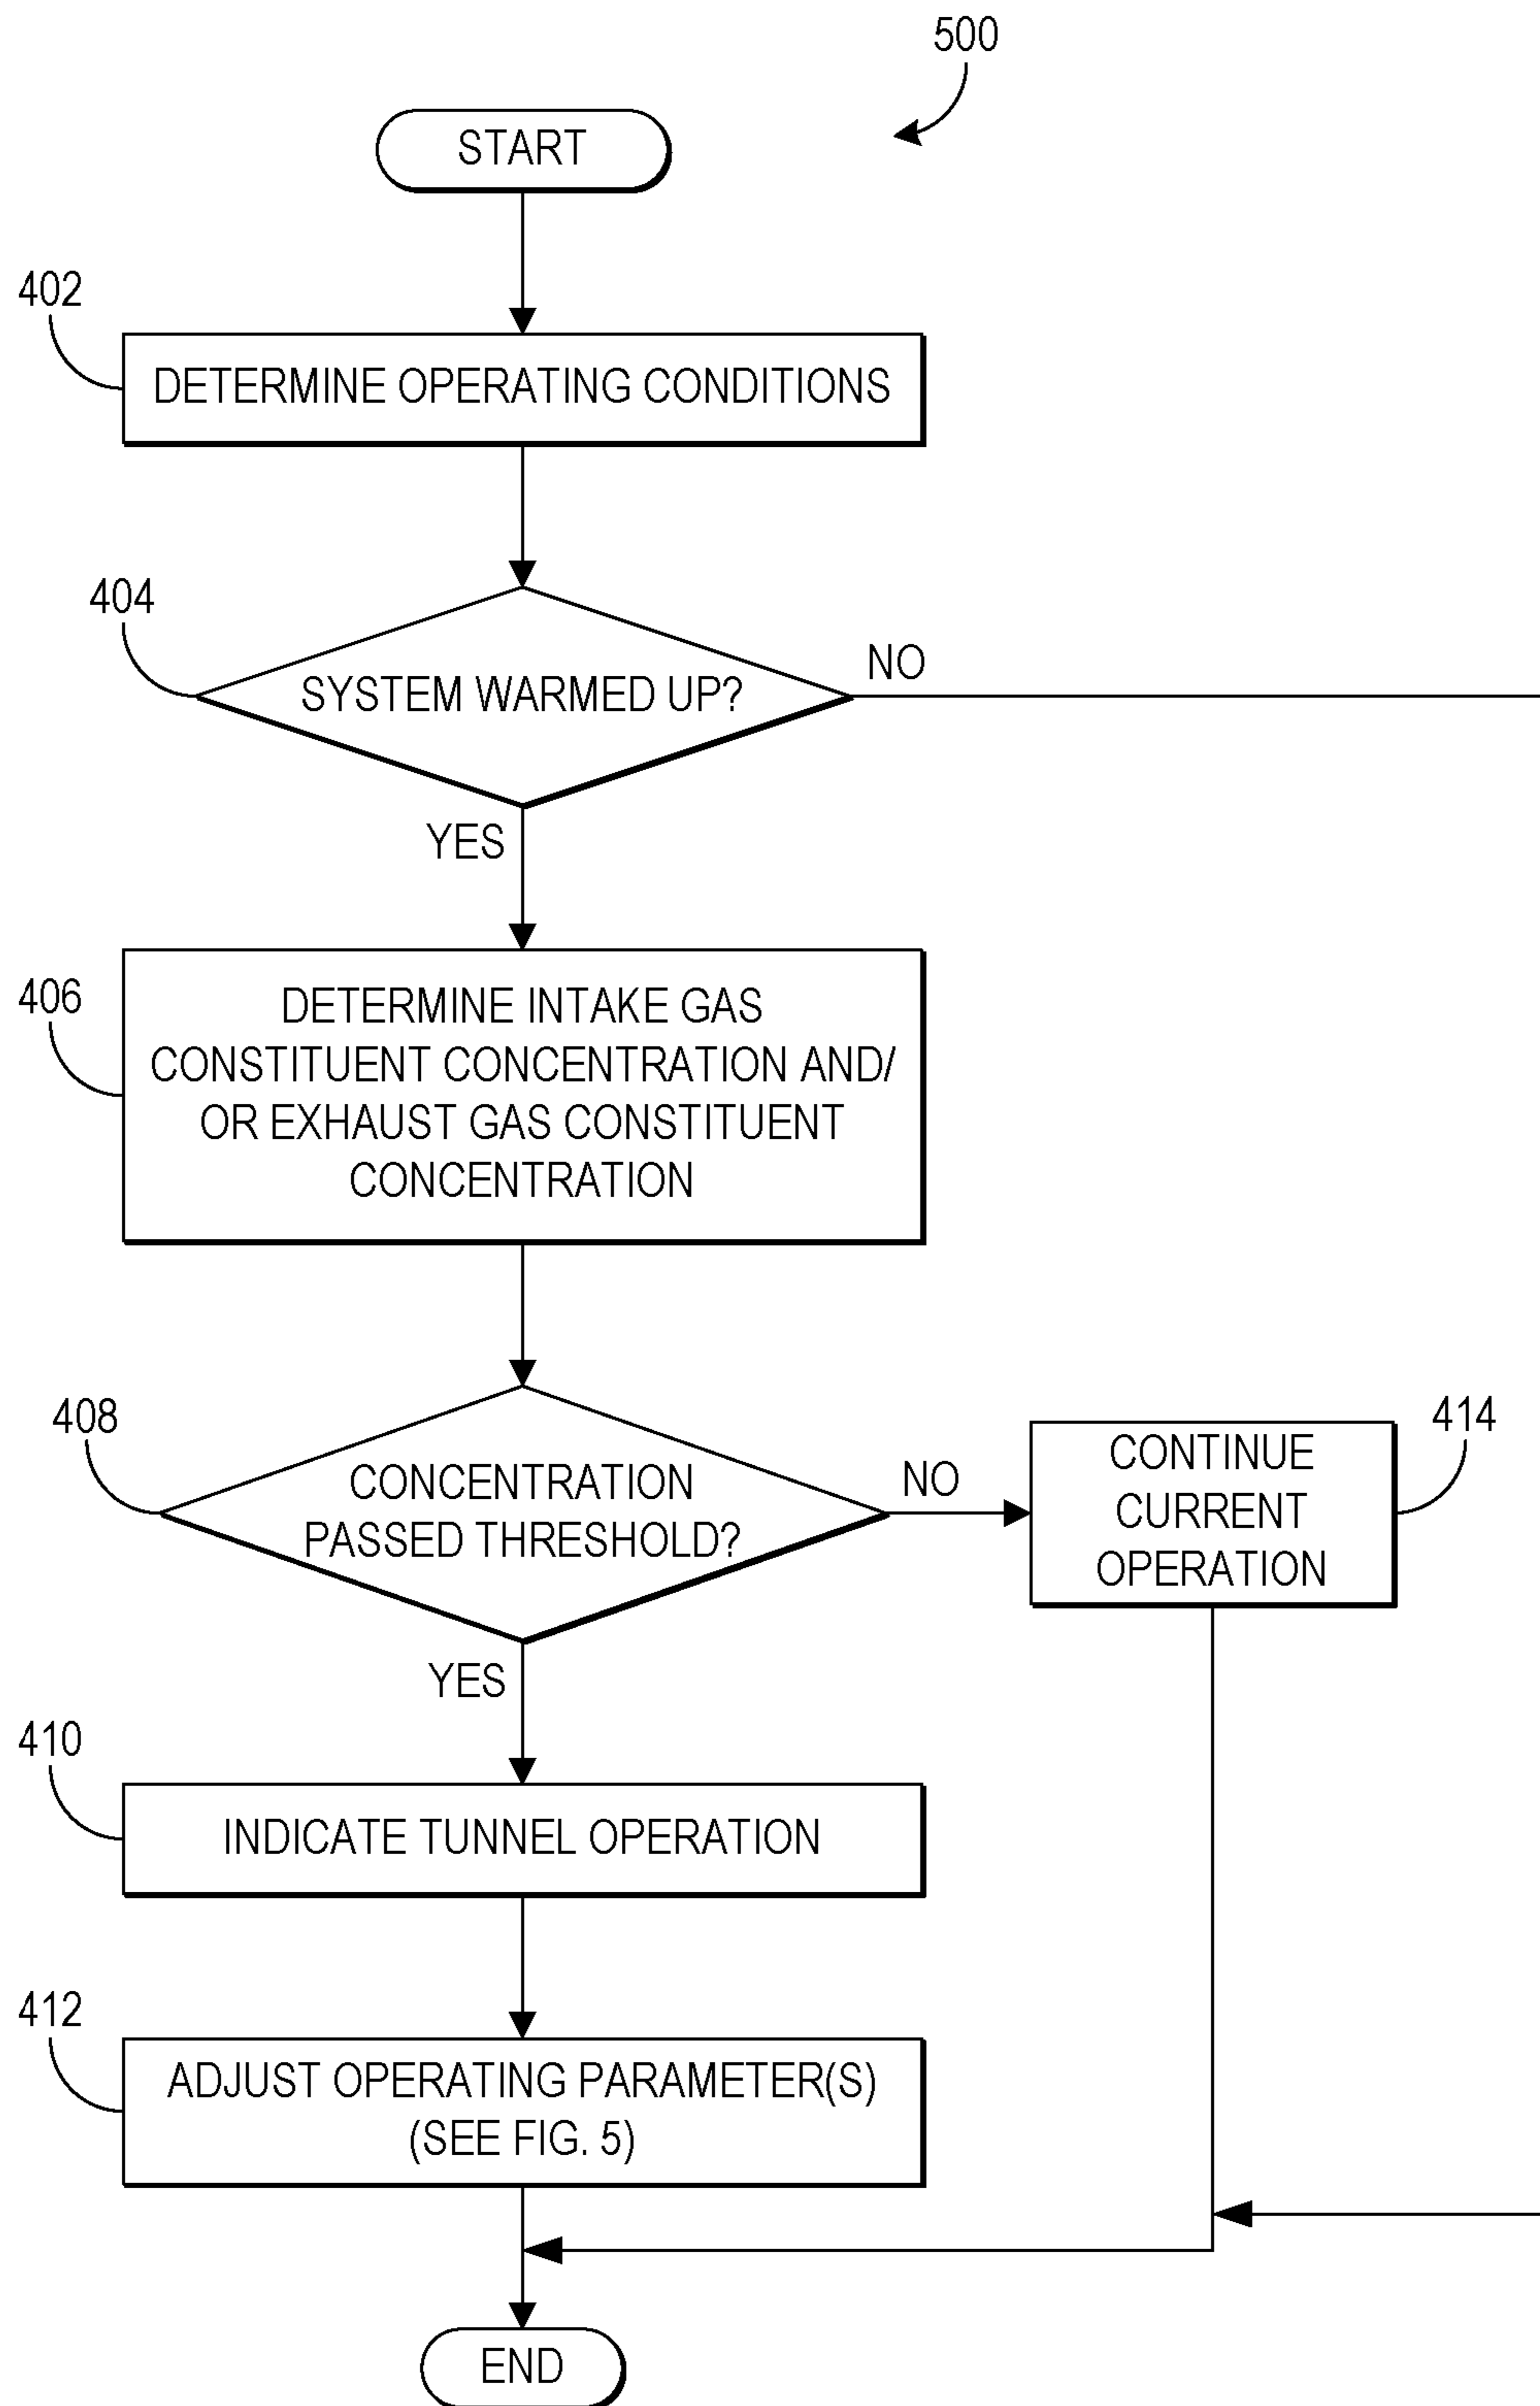 500
START
402
DETERMINE OPERATING CONDITIONS
404
SYSTEM WARMED UP?
NO
YES
406
DETERMINE INTAKE GAS
CONSTITUENT CONCENTRATION AND/
OR EXHAUST GAS CONSTITUENT
CONCENTRATION
408
CONCENTRATION
PASSED THRESHOLD?
NO
CONTINUE
CURRENT
OPERATION
414
YES
410
INDICATE TUNNEL OPERATION
412
ADJUST OPERATING PARAMETER(S)
(SEE FIG. 5)
END